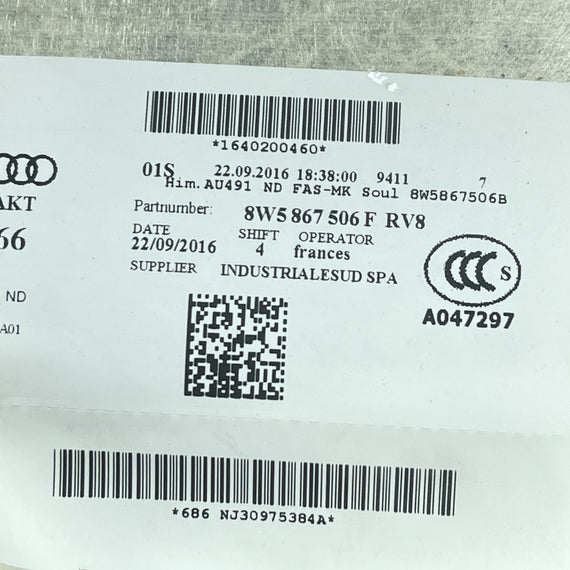 *1640200460*
01S 22.09.2016 18:38:00 9411 7
Him.AU491 ND FAS-MK Soul 8W5867506B
AKT
Partnumber: 8W5 867 506 F RV8
66
DATE SHIFT OPERATOR
22/09/2016 4 frances
SUPPLIER INDUSTRIALESUD SPA
CCC S
A047297
ND
A01
*686 NJ30975384A*